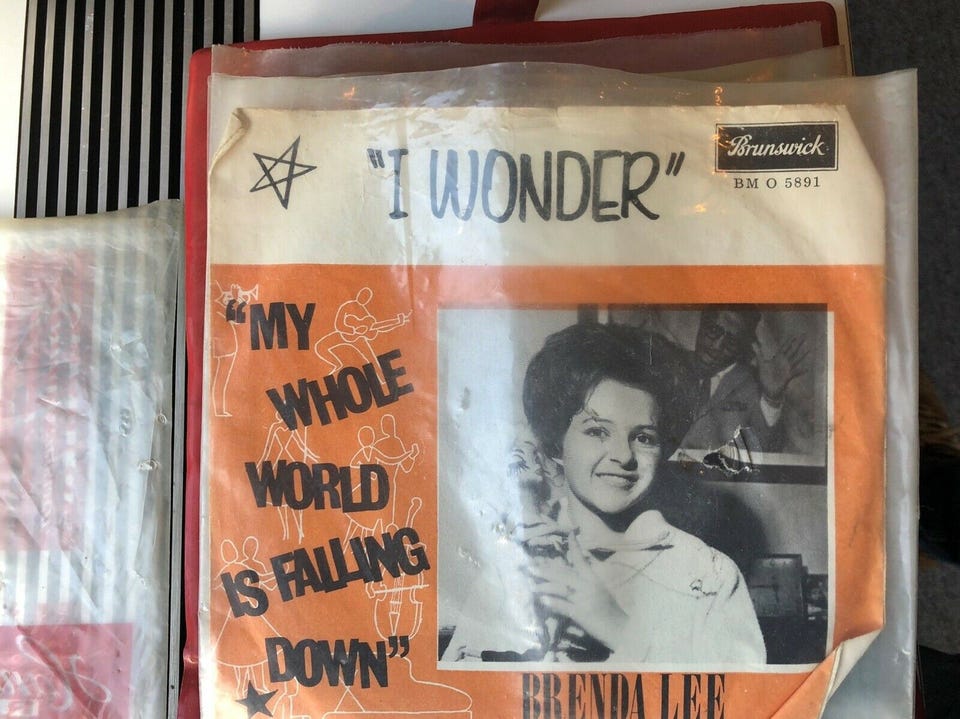 "I WONDER"
Brunswick
BM O 5891
"MY
WHOLE
WORLD
IS FALLING
DOWN"
BRENDA LEE